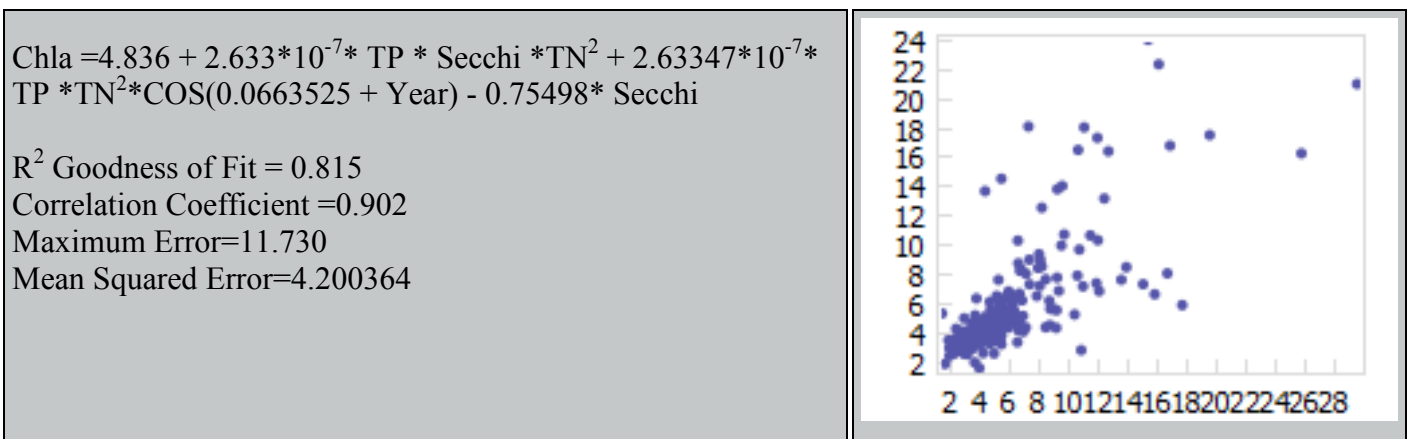 Chla =4.836 + 2.633*10-7* TP * Secchi *TN2 + 2.63347*10-7*
TP *TN2*COS(0.0663525 + Year) - 0.75498* Secchi
R2 Goodness of Fit = 0.815
Correlation Coefficient =0.902
Maximum Error=11.730
Mean Squared Error=4.200364
24
22
20
18
16
14
12
10
8
6
4
2
2 4 6 8 10121416182022242628